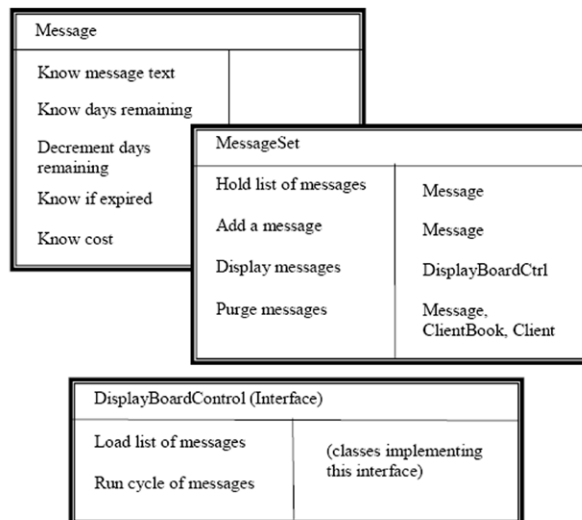 Message
Know message text
Know days remaining
Decrement days
remaining
Know if expired
Know cost
MessageSet
Hold list of messages
Message
Add a message
Message
Display messages
DisplayBoardCtrl
Purge messages
Message,
ClientBook, Client
DisplayBoardControl (Interface)
Load list of messages
(classes implementing
this interface)
Run cycle of messages